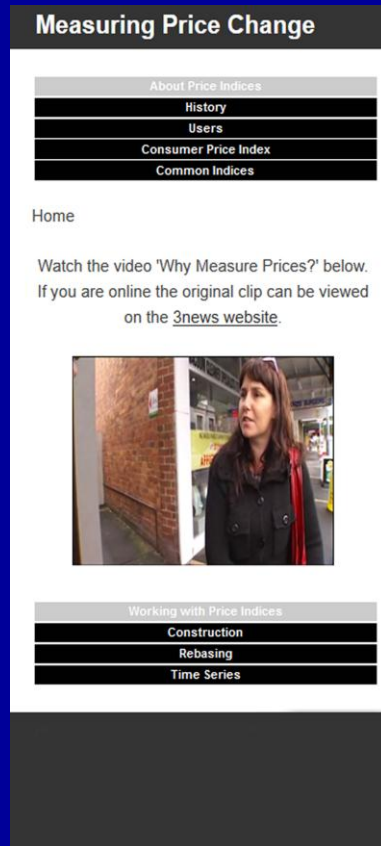 Measuring Price Change
About Price Indices
History
Users
Consumer Price Index
Common Indices
Home
Watch the video 'Why Measure Prices?' below.
If you are online the original clip can be viewed
on the 3news website.
Working with Price Indices
Construction
Rebasing
Time Series